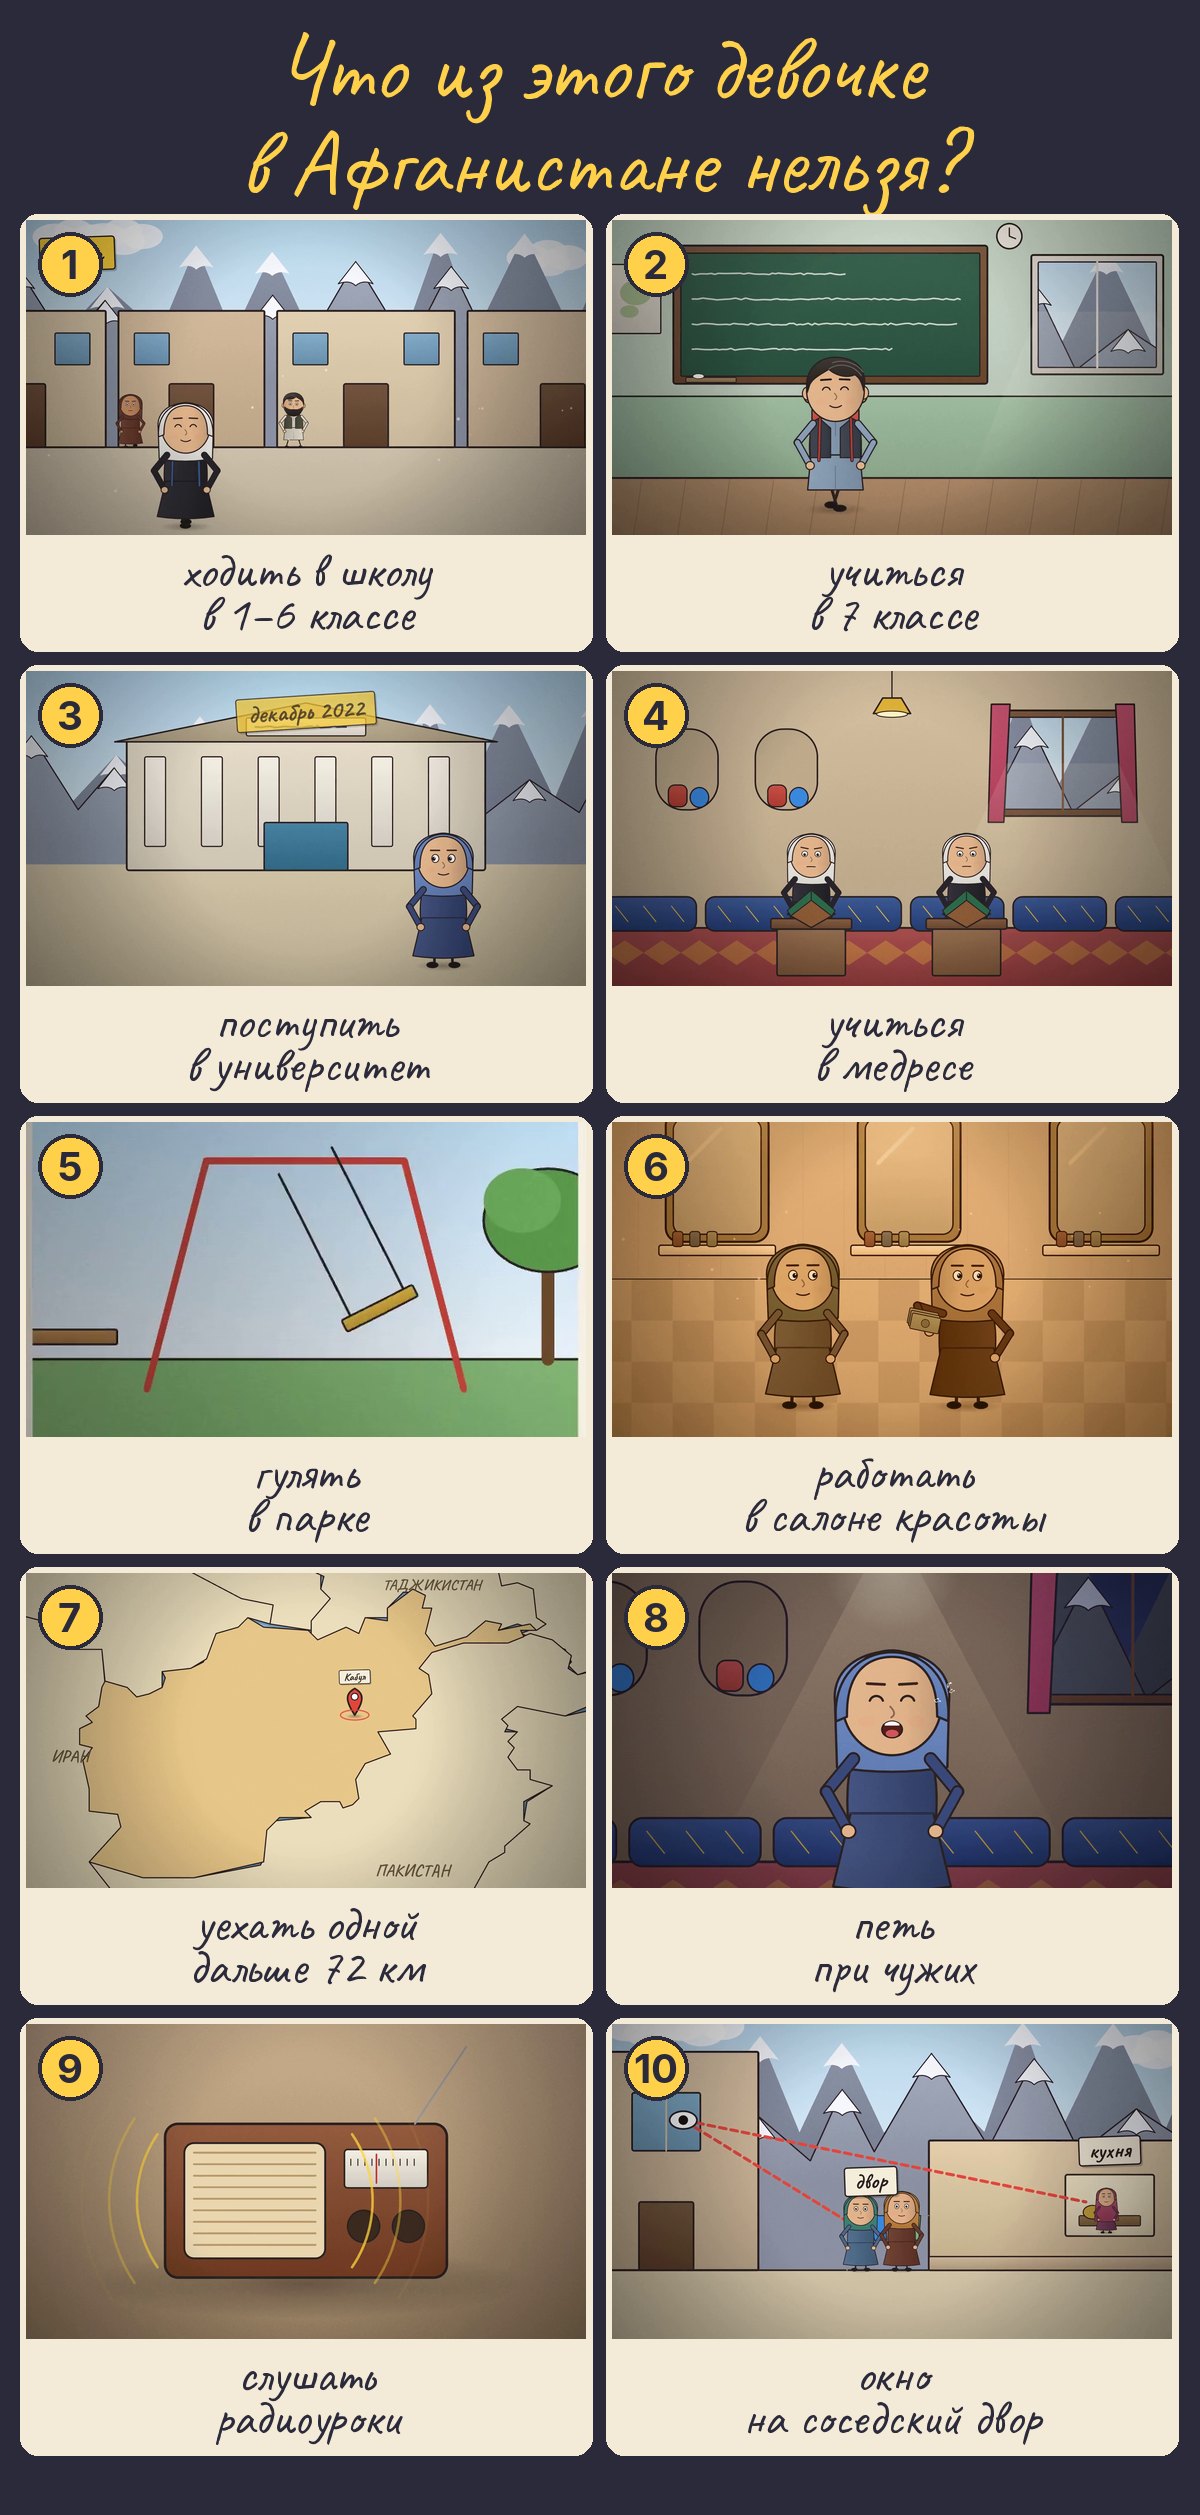 Что из этого девочке
в Афганистане нельзя?
1
ходить в школу
в 1–6 классе
2
учиться
в 7 классе
3
декабрь 2022
поступить
в университет
4
учиться
в медресе
5
гулять
в парке
6
работать
в салоне красоты
7
ТАДЖИКИСТАН
Кабул
ИРАН
ПАКИСТАН
уехать одной
дальше 72 км
8
петь
при чужих
9
слушать
радиоуроки
10
кухня
двор
окно
на соседский двор